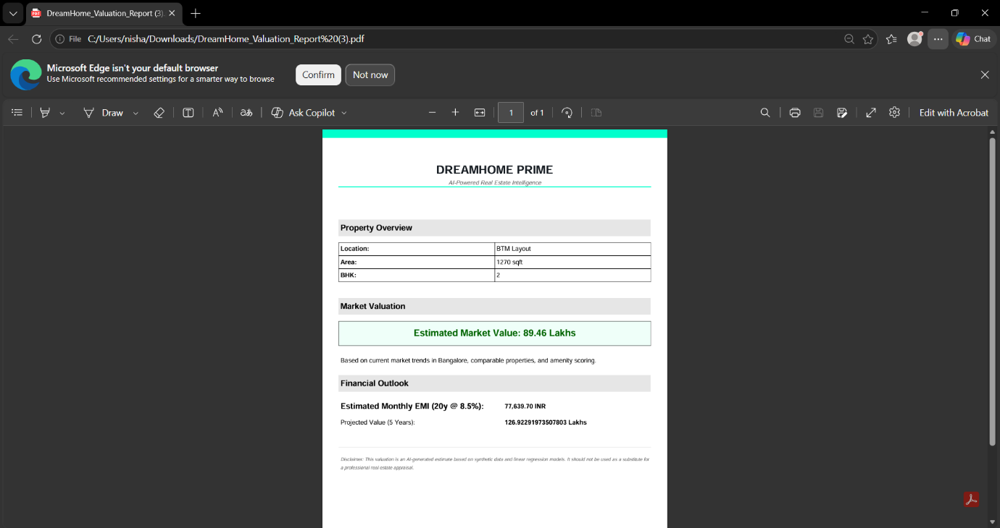 DreamHome_Valuation_Report (3).
File C:/Users/nisha/Downloads/DreamHome_Valuation_Report%20(3).pdf
Chat
Microsoft Edge isn't your default browser
Use Microsoft recommended settings for a smarter way to browse
Confirm
Not now
Draw
Ask Copilot
1 of 1
Edit with Acrobat
DREAMHOME PRIME
AI-Powered Real Estate Intelligence
Property Overview
Location: BTM Layout
Area: 1270 sqft
BHK: 2
Market Valuation
Estimated Market Value: 89.46 Lakhs
Based on current market trends in Bangalore, comparable properties, and amenity scoring.
Financial Outlook
Estimated Monthly EMI (20y @ 8.5%): 77,639.70 INR
Projected Value (5 Years): 126.92291973507803 Lakhs
Disclaimer: This valuation is an AI-generated estimate based on synthetic data and linear regression models. It should not be used as a substitute for
a professional real estate appraisal.